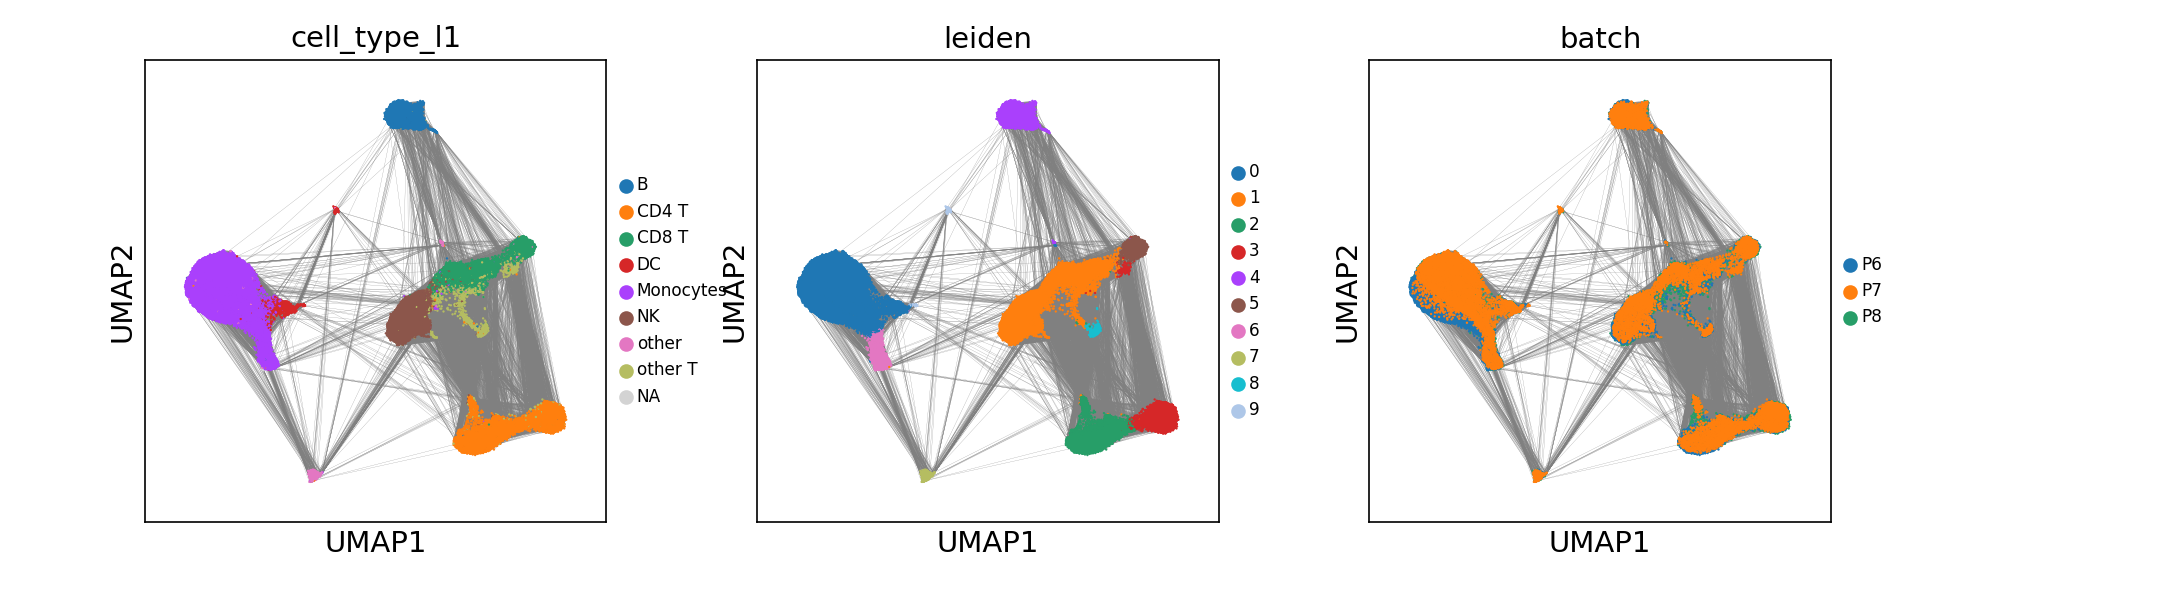 cell_type_l1
UMAP2
UMAP1
B
CD4 T
CD8 T
DC
Monocytes
NK
other
other T
NA
leiden
UMAP2
UMAP1
0
1
2
3
4
5
6
7
8
9
batch
UMAP2
UMAP1
P6
P7
P8